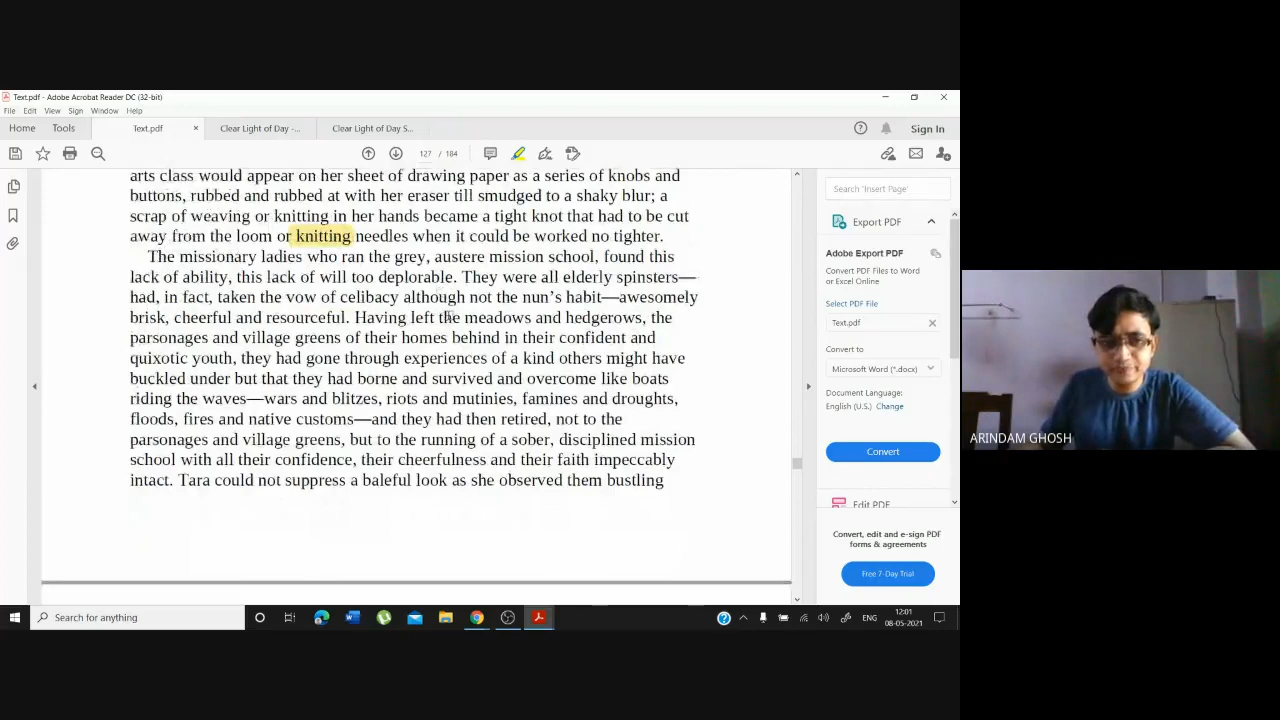 Text.pdf - Adobe Acrobat Reader DC (32-bit)
File Edit View Sign Window Help
Home Tools Text.pdf × Clear Light of Day -... Clear Light of Day S... Sign In
127 / 184
arts class would appear on her sheet of drawing paper as a series of knobs and
buttons, rubbed and rubbed at with her eraser till smudged to a shaky blur; a
scrap of weaving or knitting in her hands became a tight knot that had to be cut
away from the loom or knitting needles when it could be worked no tighter.
The missionary ladies who ran the grey, austere mission school, found this
lack of ability, this lack of will too deplorable. They were all elderly spinsters—
had, in fact, taken the vow of celibacy although not the nun's habit—awesomely
brisk, cheerful and resourceful. Having left the meadows and hedgerows, the
parsonages and village greens of their homes behind in their confident and
quixotic youth, they had gone through experiences of a kind others might have
buckled under but that they had borne and survived and overcome like boats
riding the waves—wars and blitzes, riots and mutinies, famines and droughts,
floods, fires and native customs—and they had then retired, not to the
parsonages and village greens, but to the running of a sober, disciplined mission
school with all their confidence, their cheerfulness and their faith impeccably
intact. Tara could not suppress a baleful look as she observed them bustling
Search 'Insert Page'
Export PDF
Adobe Export PDF
Convert PDF Files to Word
or Excel Online
Select PDF File
Text.pdf
Convert to
Microsoft Word (*.docx)
Document Language:
English (U.S.) Change
Convert
Edit PDF
Convert, edit and e-sign PDF
forms & agreements
Free 7-Day Trial
ARINDAM GHOSH
Search for anything
ENG
12:01
08-05-2021